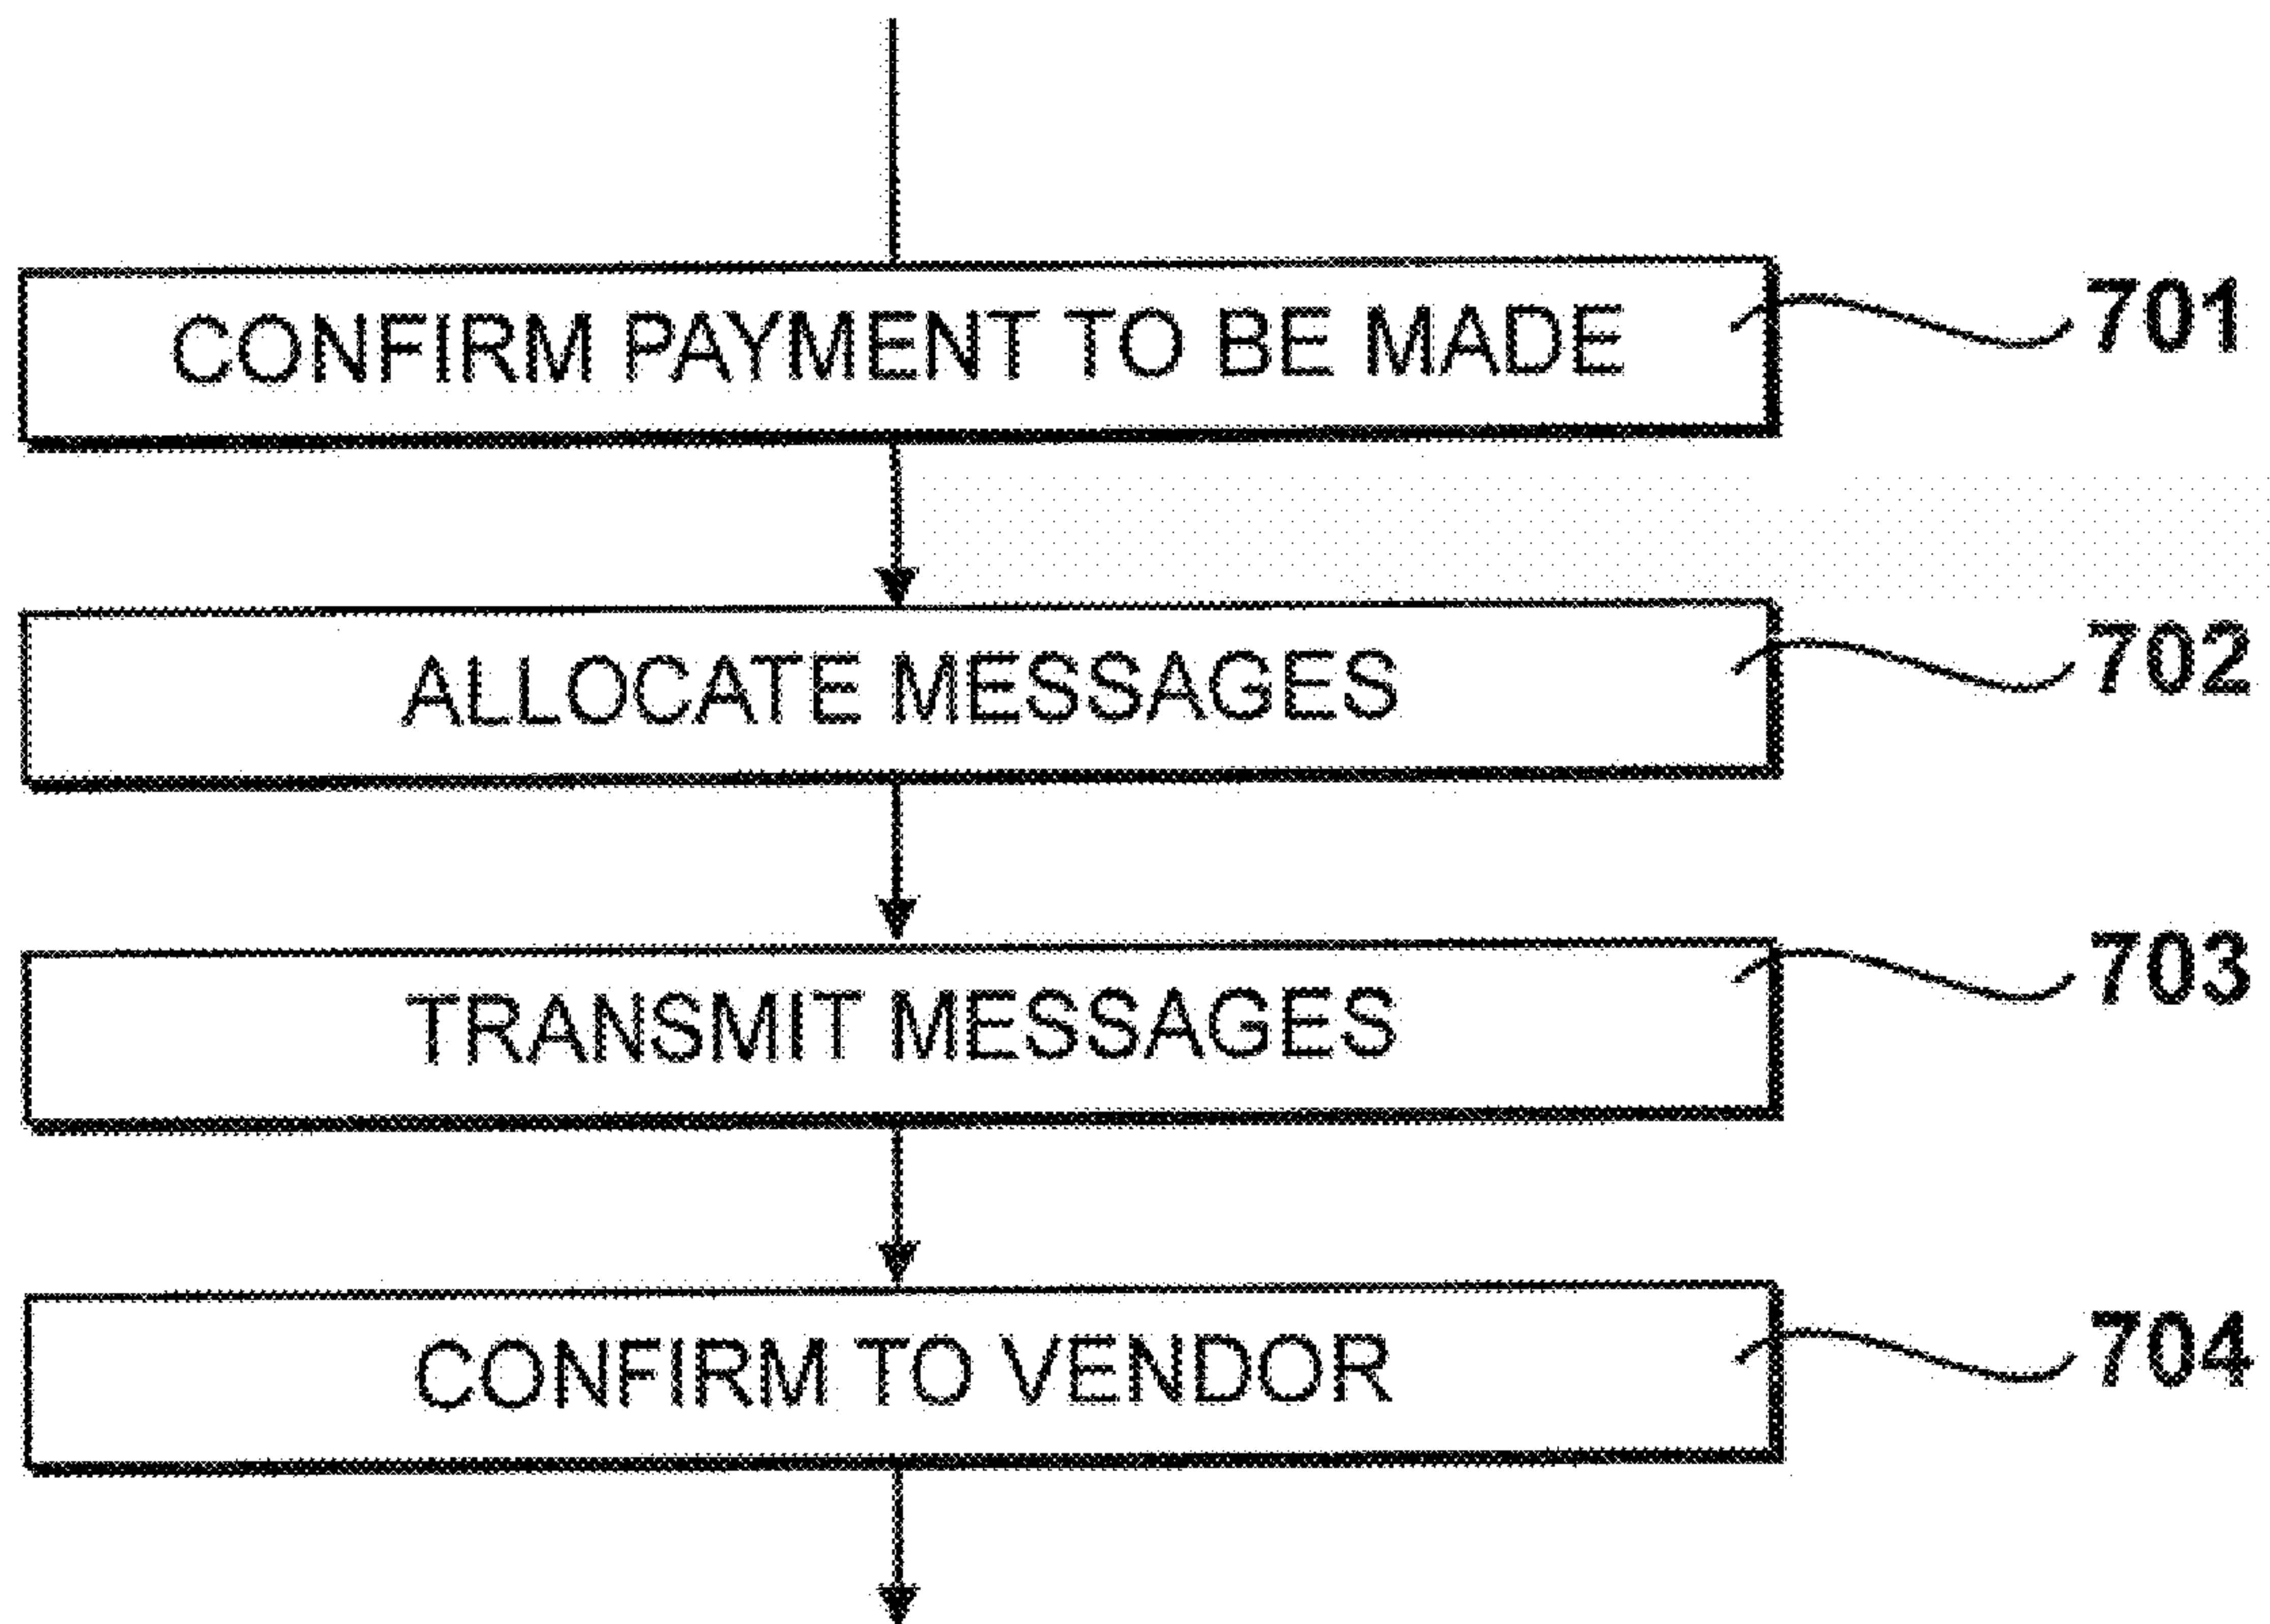 CONFIRM PAYMENT TO BE MADE 701
ALLOCATE MESSAGES 702
TRANSMIT MESSAGES 703
CONFIRM TO VENDOR 704